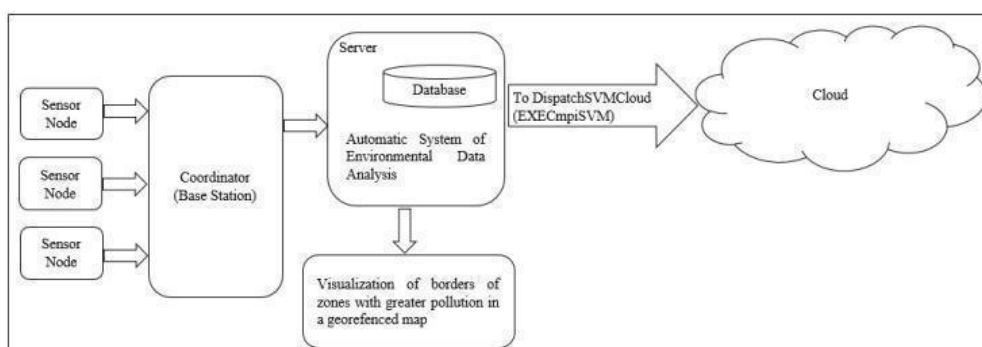 Sensor
Node
Sensor
Node
Sensor
Node
Coordinator
(Base Station)
Server
Database
Automatic System of
Environmental Data
Analysis
To DispatchSVMCloud
(EXECmpiSVM)
Cloud
Visualization of borders of
zones with greater pollution in
a georefenced map